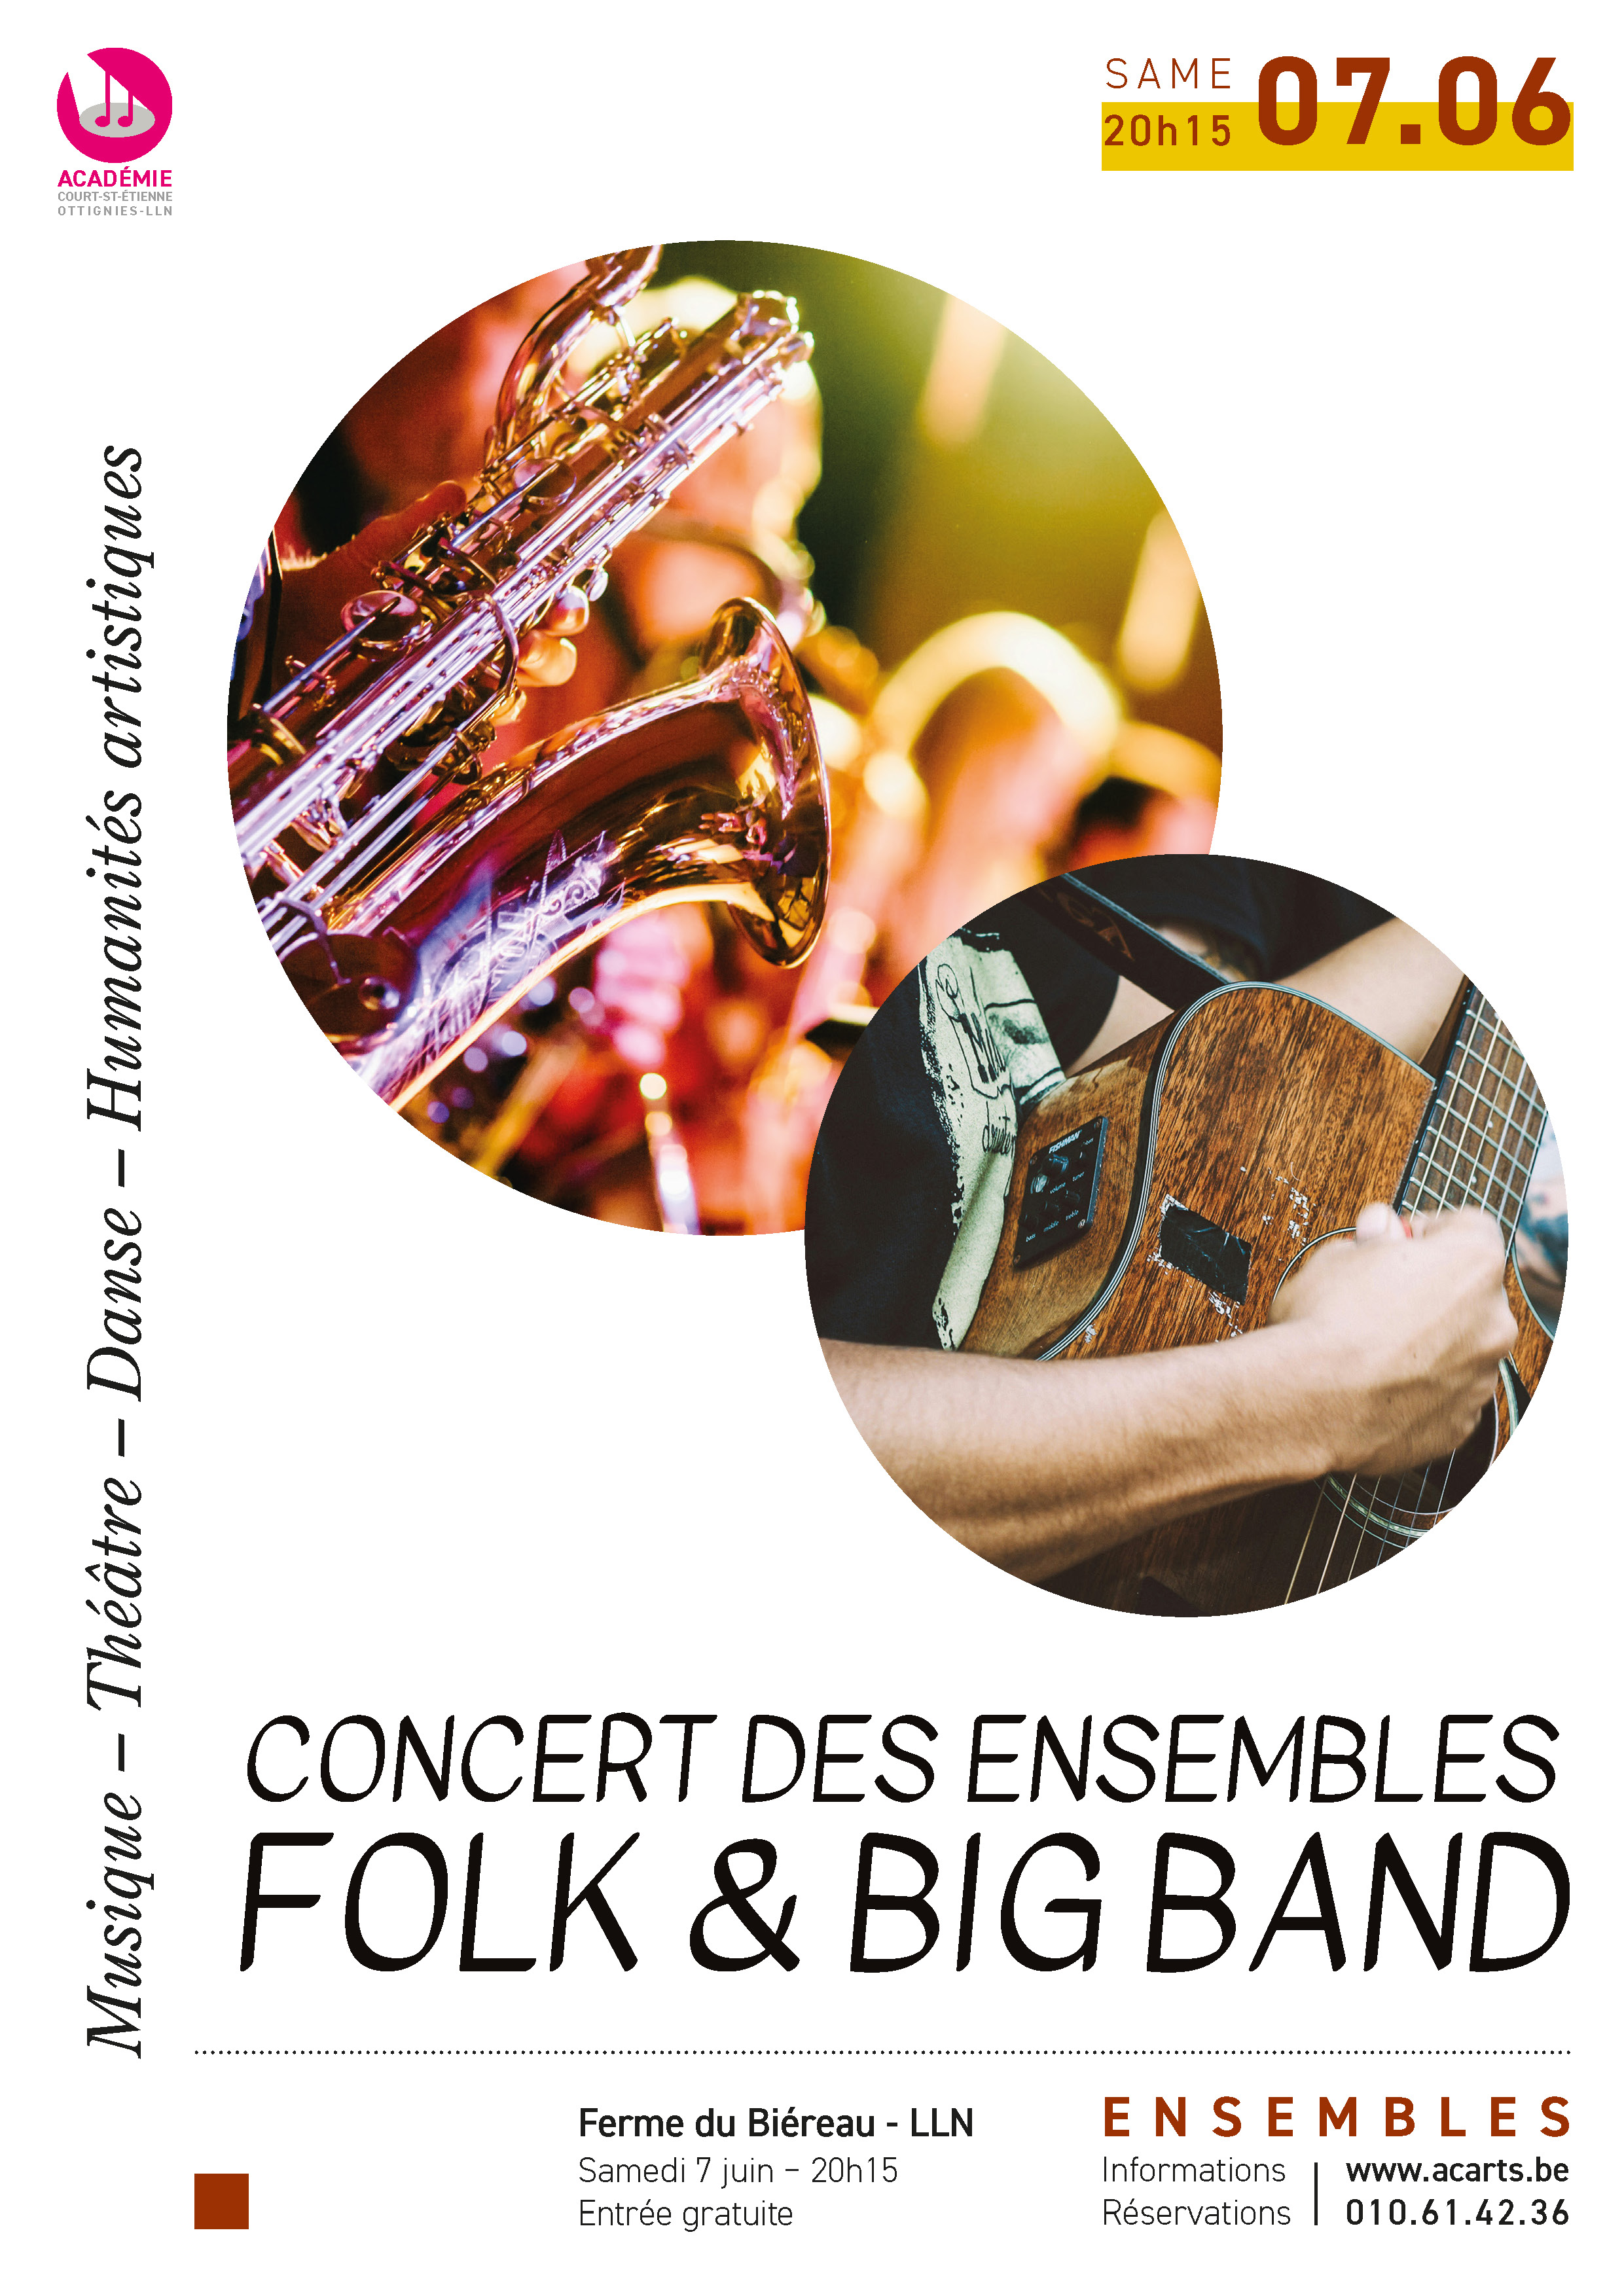 ACADÉMIE
COURT-ST-ÉTIENNE
OTTIGNIES-LLN
SAME
20h15
07.06
Musique – Théâtre – Danse – Humanités artistiques
FISHMAN
CONCERT DES ENSEMBLES
FOLK & BIG BAND
Ferme du Biéreau - LLN
Samedi 7 juin – 20h15
Entrée gratuite
ENSEMBLES
Informations
Réservations
www.acarts.be
010.61.42.36